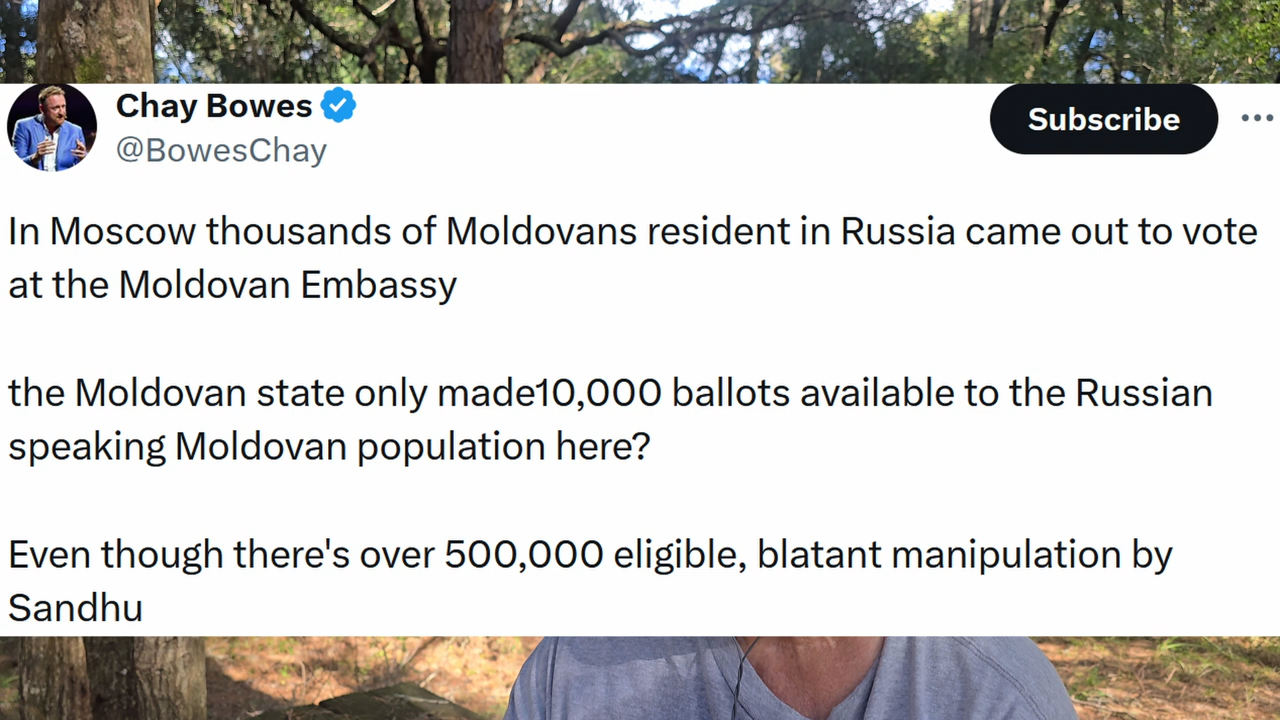 Chay Bowes
@BowesChay
Subscribe
In Moscow thousands of Moldovans resident in Russia came out to vote
at the Moldovan Embassy
the Moldovan state only made10,000 ballots available to the Russian
speaking Moldovan population here?
Even though there's over 500,000 eligible, blatant manipulation by
Sandhu